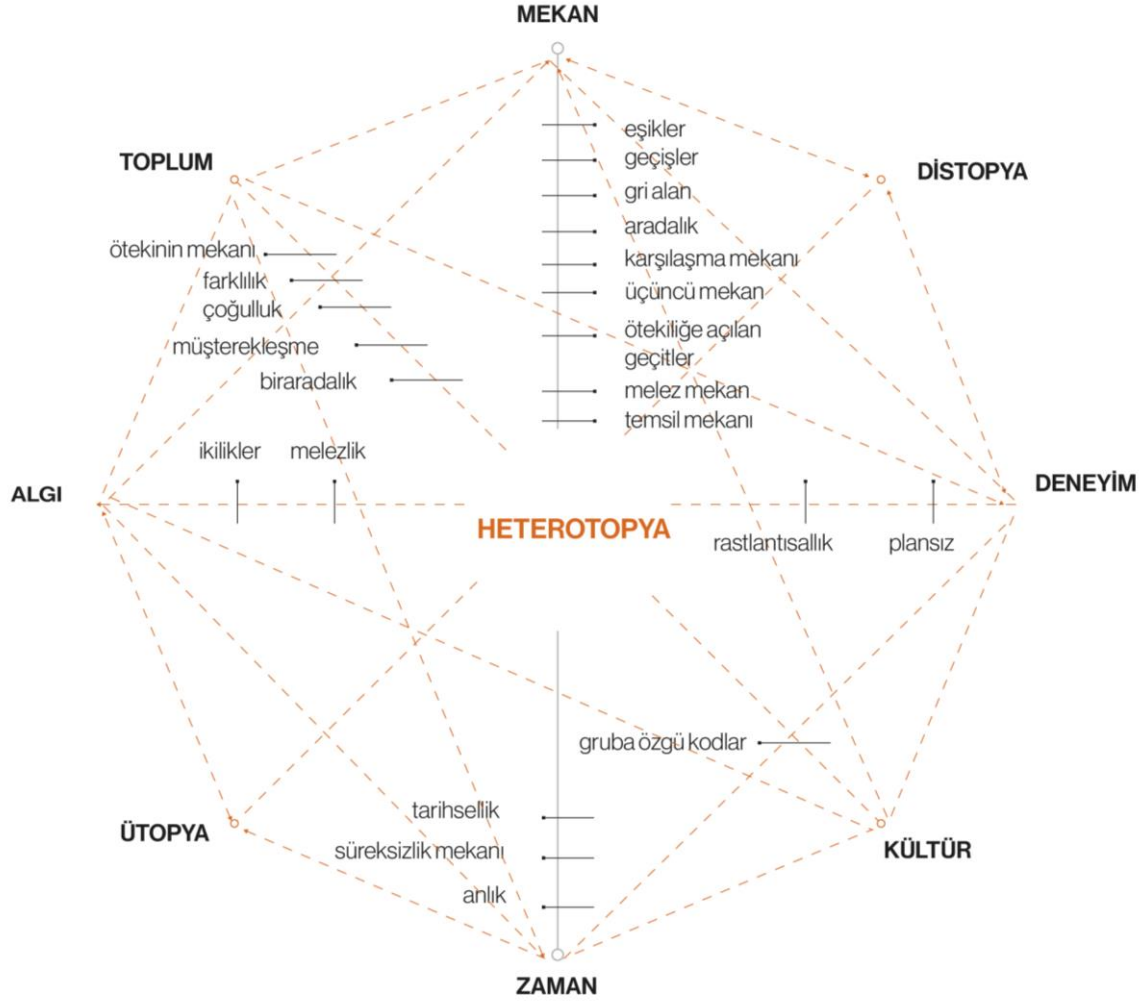 MEKAN
TOPLUM
DİSTOPYA
eşikler
geçişler
gri alan
aradalık
karşılaşma mekanı
üçüncü mekan
ötekiliğe açılan
geçitler
melez mekan
temsil mekanı
ötekinin mekanı
farklılık
çoğulluk
müşterekleşme
biraradalık
ikilikler
melezlik
ALGI
DENEYİM
HETEROTOPYA
rastlantısallık
plansız
gruba özgü kodlar
tarihsellik
süreksizlik mekanı
anlık
ÜTOPYA
KÜLTÜR
ZAMAN